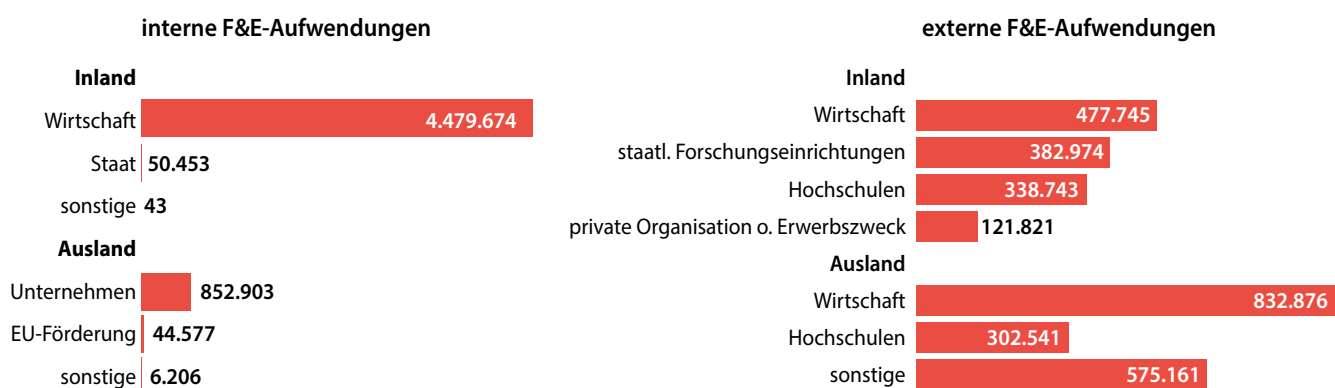 interne F&E-Aufwendungen
Inland
Wirtschaft 4.479.674
Staat 50.453
sonstige 43
Ausland
Unternehmen 852.903
EU-Förderung 44.577
sonstige 6.206
externe F&E-Aufwendungen
Inland
Wirtschaft 477.745
staatl. Forschungseinrichtungen 382.974
Hochschulen 338.743
private Organisation o. Erwerbszweck 121.821
Ausland
Wirtschaft 832.876
Hochschulen 302.541
sonstige 575.161